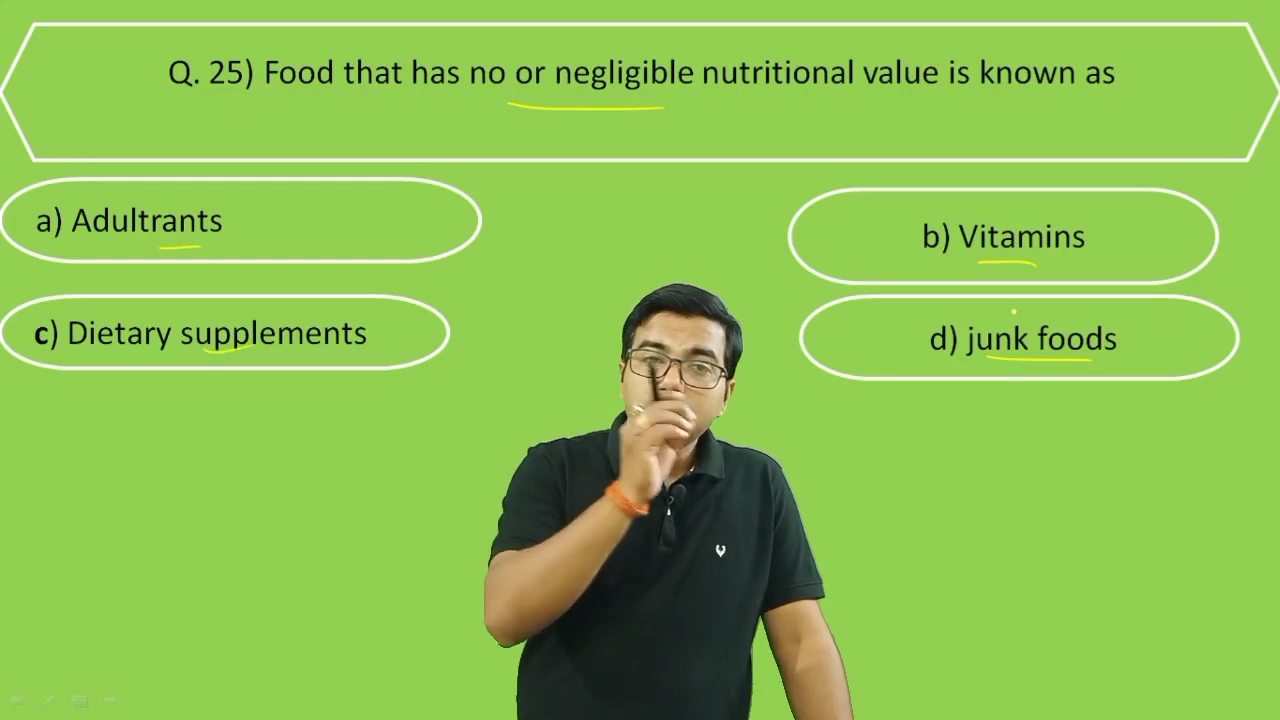 Q. 25) Food that has no or negligible nutritional value is known as
a) Adultrants
b) Vitamins
c) Dietary supplements
d) junk foods